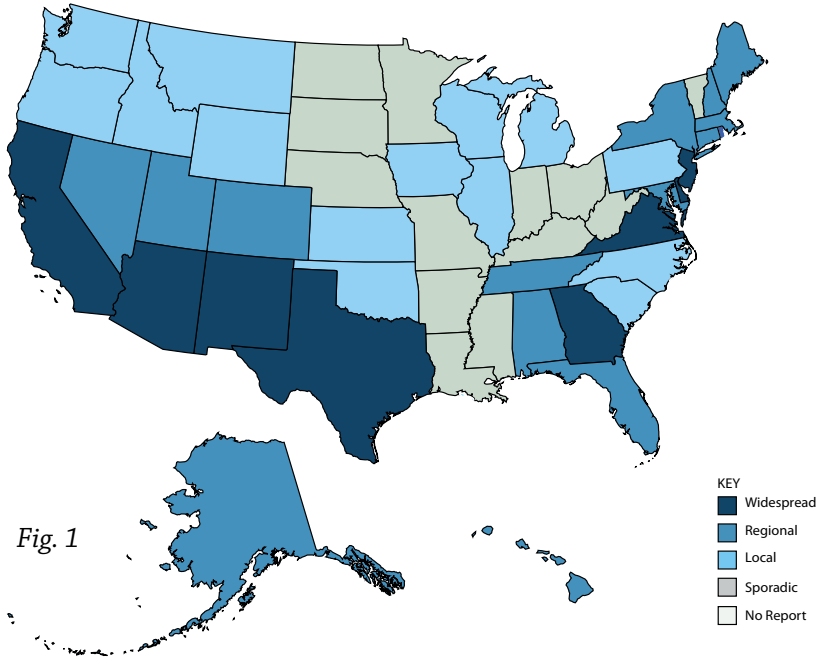 KEY
Widespread
Regional
Local
Sporadic
No Report
Fig. 1